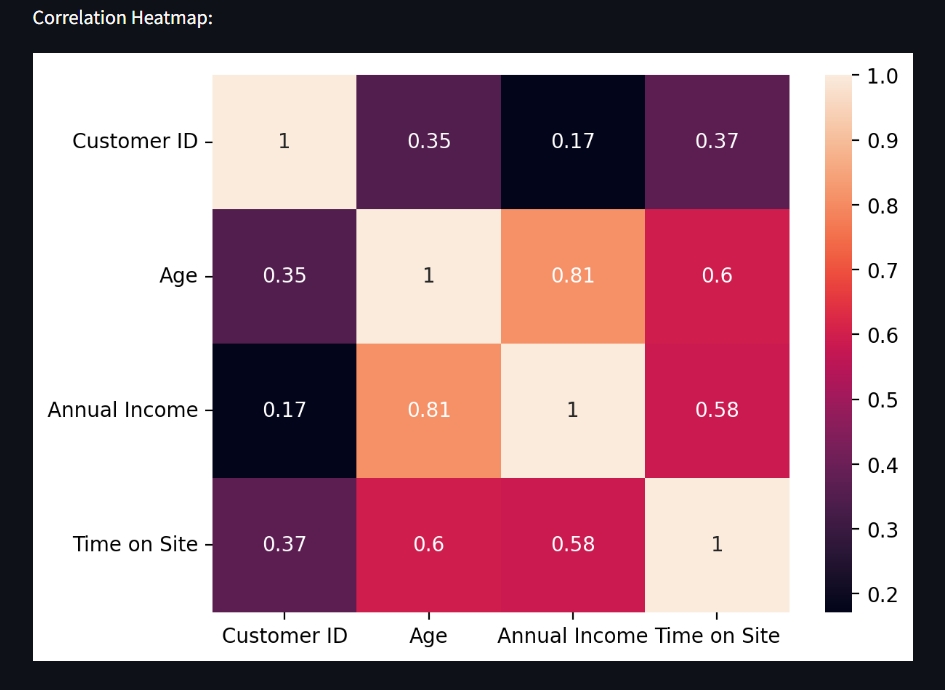 Correlation Heatmap:
1.0
Customer ID 1 0.35 0.17 0.37
0.9
0.8
Age 0.35 1 0.81 0.6
0.7
0.6
0.5
Annual Income 0.17 0.81 1 0.58
0.4
0.3
Time on Site 0.37 0.6 0.58 1
0.2
Customer ID Age Annual Income Time on Site